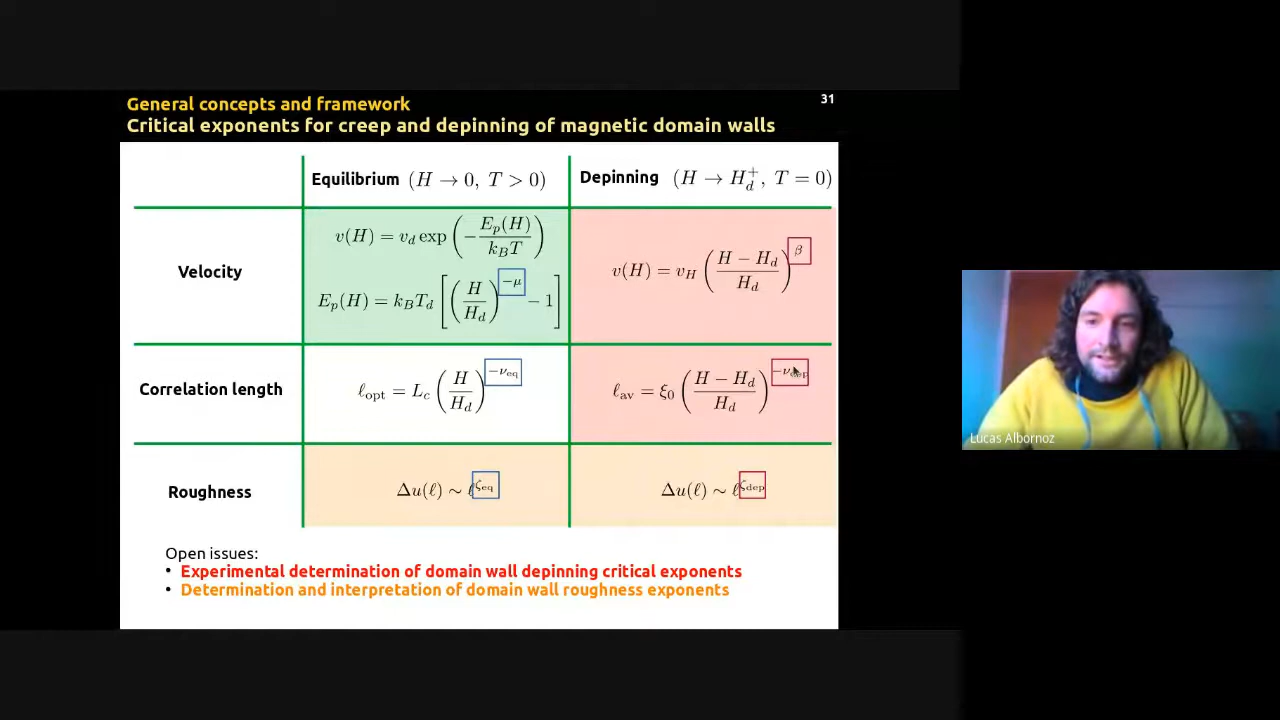 General concepts and framework
31
Critical exponents for creep and depinning of magnetic domain walls
Equilibrium (H → 0, T > 0)
Depinning (H → H_d^+, T = 0)
Velocity
v(H) = v_d exp(−E_p(H)/k_BT)
E_p(H) = k_BT_d [(H/H_d)^{−μ} − 1]
v(H) = v_H ((H − H_d)/H_d)^β
Correlation length
ℓ_opt = L_c (H/H_d)^{−ν_eq}
ℓ_av = ξ_0 ((H − H_d)/H_d)^{−ν_dep}
Roughness
Δu(ℓ) ∼ ℓ^{ζ_eq}
Δu(ℓ) ∼ ℓ^{ζ_dep}
Open issues:
• Experimental determination of domain wall depinning critical exponents
• Determination and interpretation of domain wall roughness exponents
Lucas Albornoz